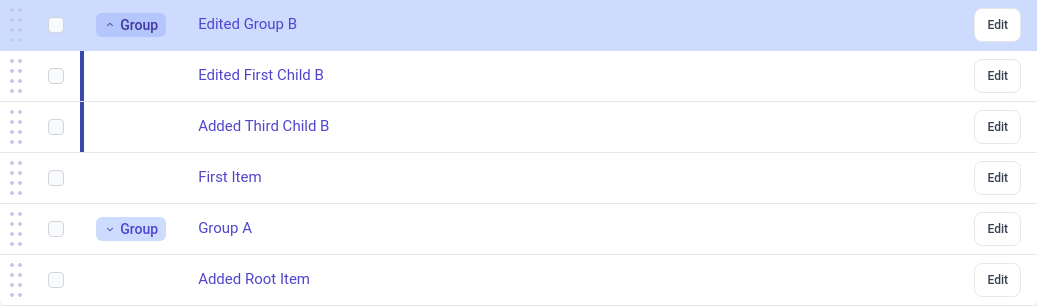 Group Edited Group B Edit
Edited First Child B Edit
Added Third Child B Edit
First Item Edit
Group Group A Edit
Added Root Item Edit